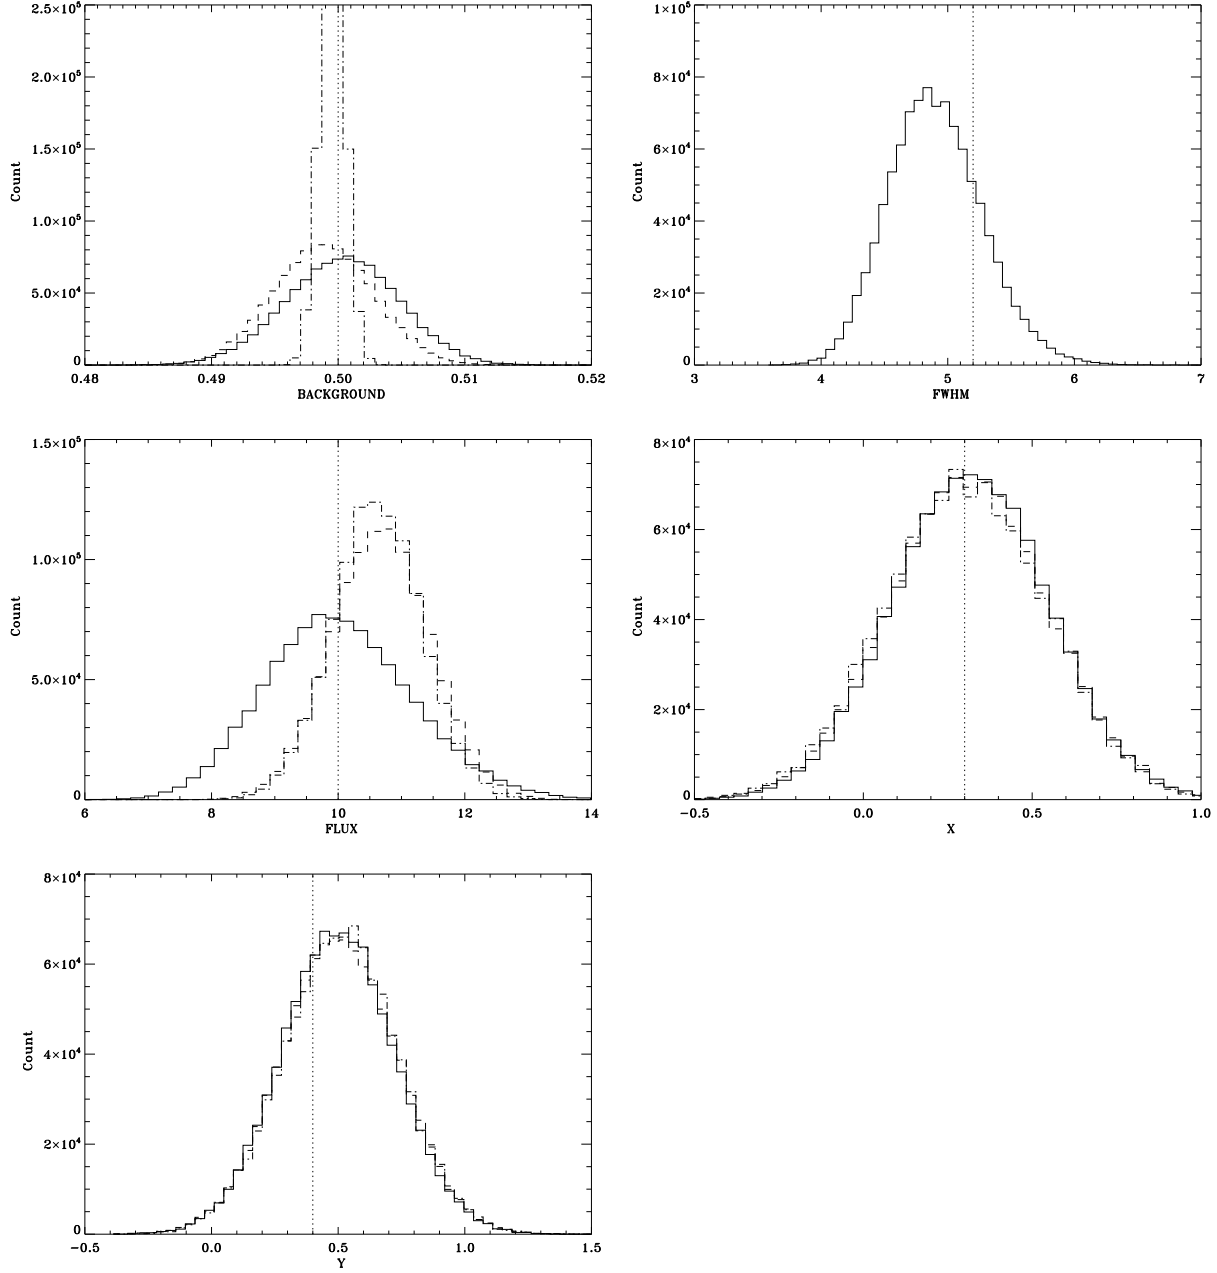 2.5×10⁵ 1×10⁵
2.0×10⁵ 8×10⁴
1.5×10⁵ 6×10⁴
Count Count
1.0×10⁵ 4×10⁴
5.0×10⁴ 2×10⁴
0 0
0.48 0.49 0.50 0.51 0.52 3 4 5 6 7
BACKGROUND FWHM
1.5×10⁵ 8×10⁴
1.0×10⁵ 6×10⁴
Count Count
5.0×10⁴ 4×10⁴
2×10⁴
0 0
6 8 10 12 14 −0.5 0.0 0.5 1.0
FLUX X
8×10⁴
6×10⁴
Count
4×10⁴
2×10⁴
0
−0.5 0.0 0.5 1.0 1.5
Y